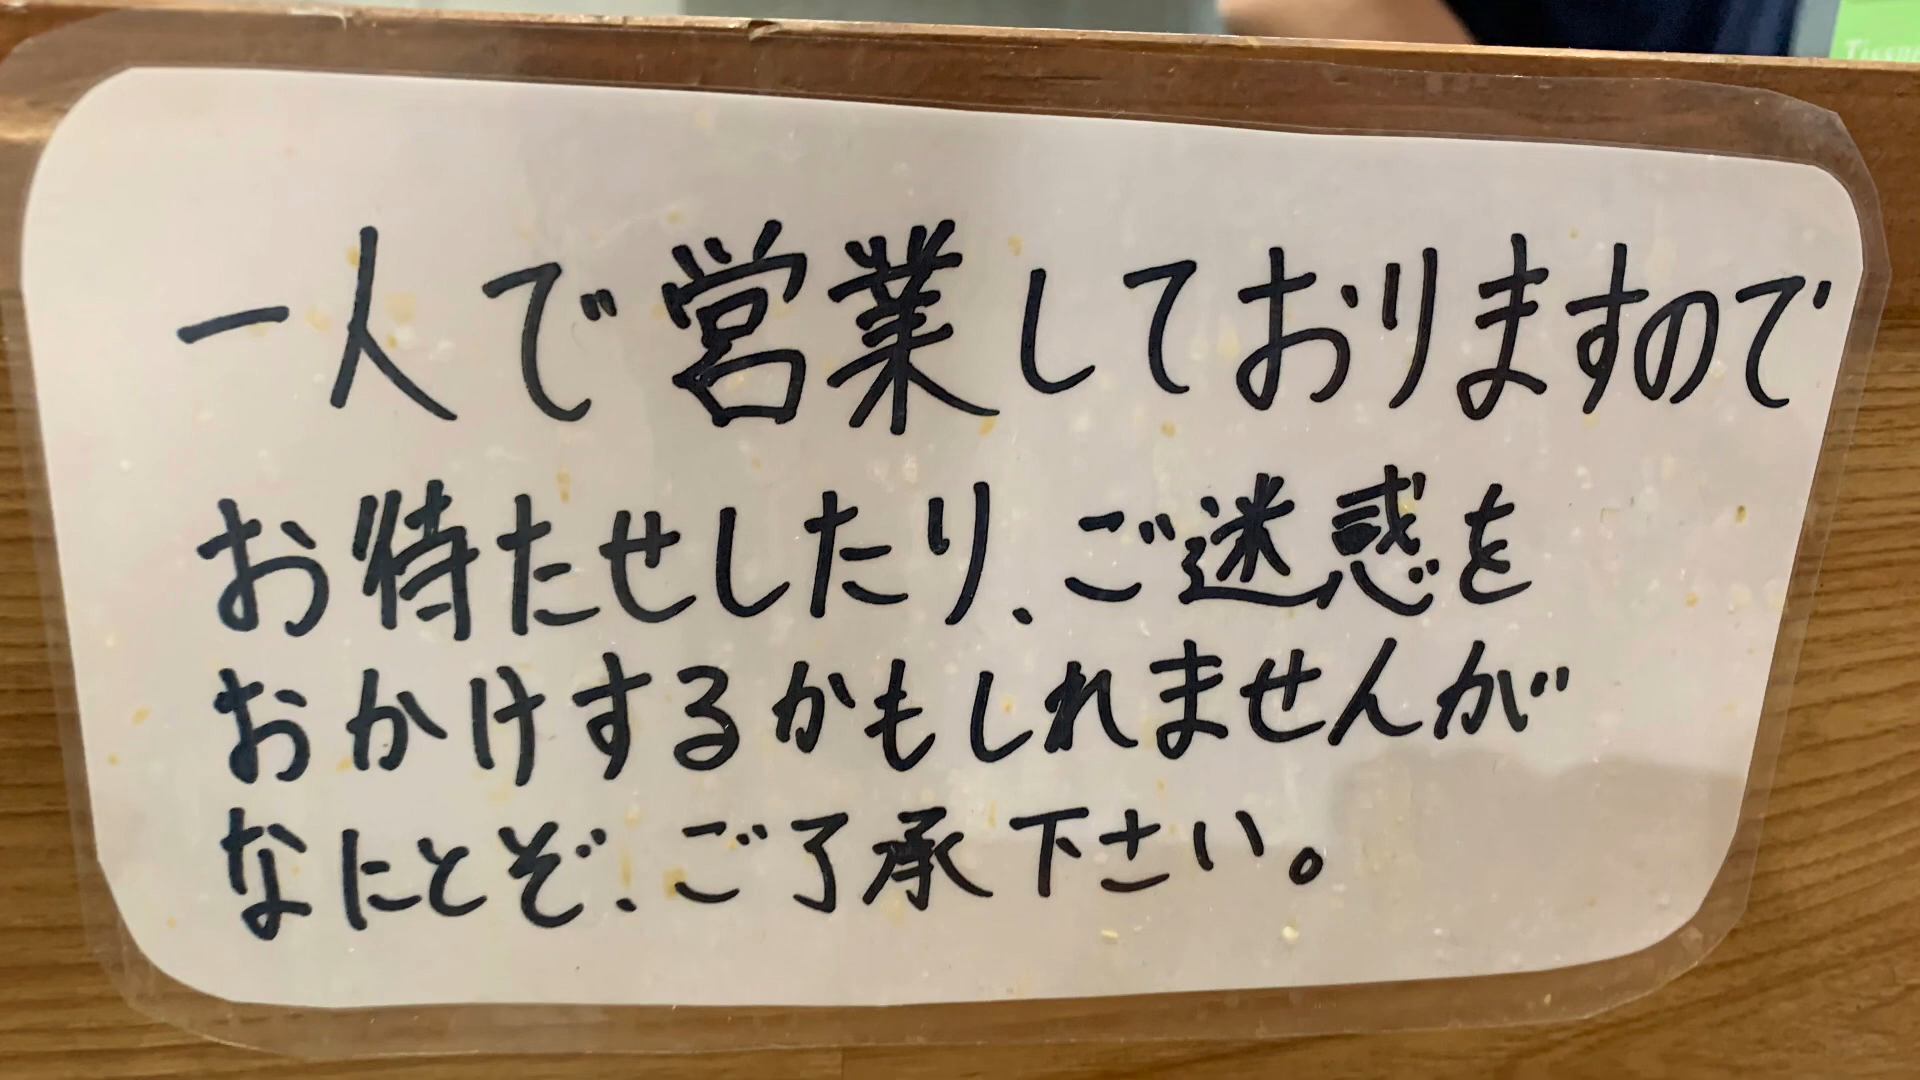 一人で営業しておりますので
お待たせしたり、ご迷惑を
おかけするかもしれませんが
なにとぞ、ご了承下さい。